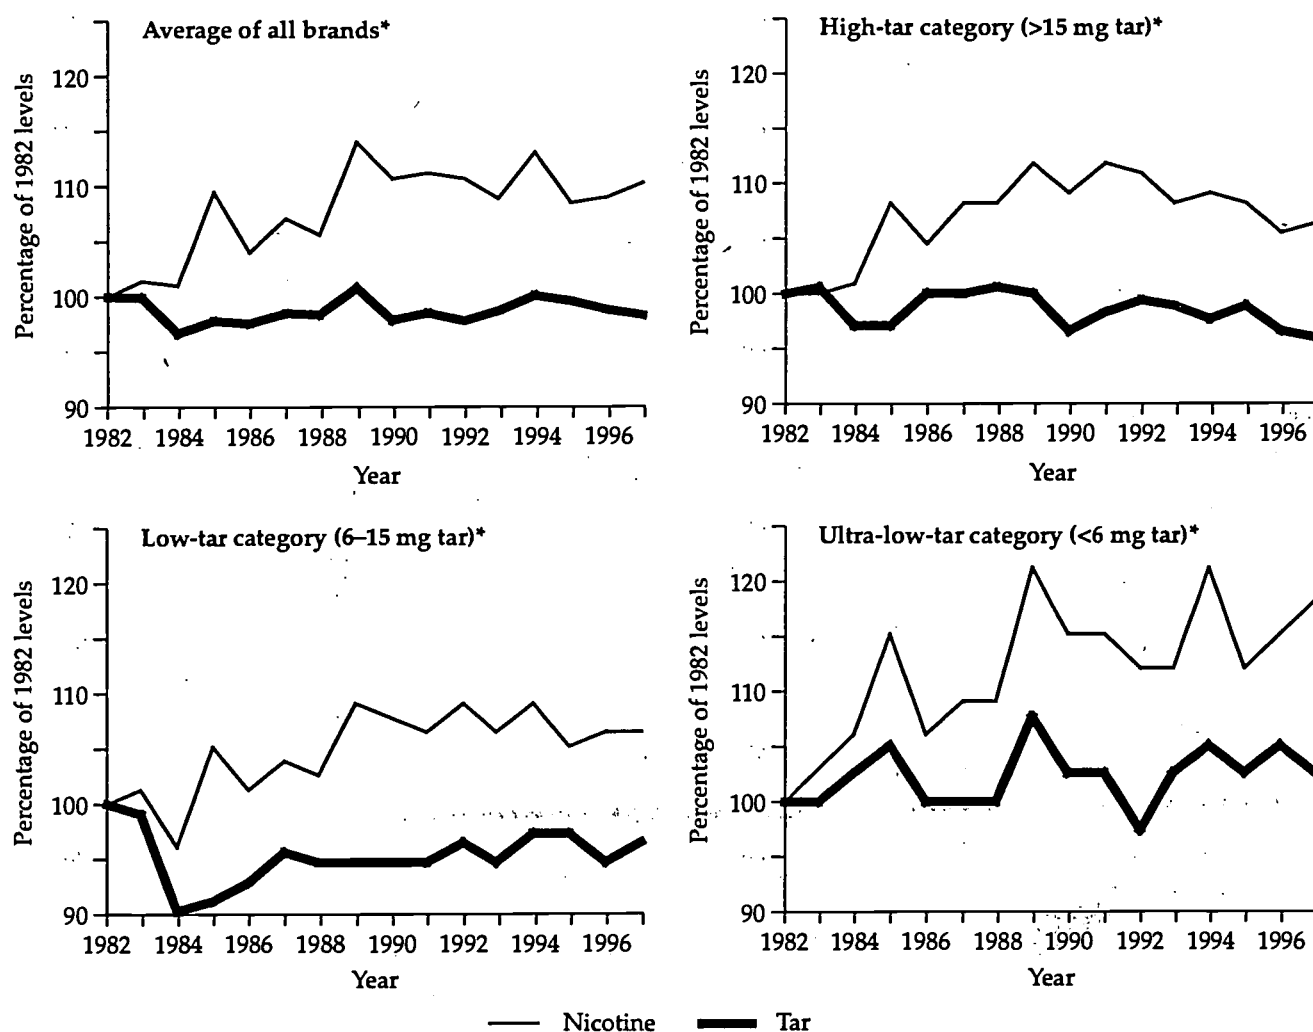 Average of all brands*
Percentage of 1982 levels
120
110
100
90
1982 1984 1986 1988 1990 1992 1994 1996
Year
High-tar category (>15 mg tar)*
Percentage of 1982 levels
120
110
100
90
1982 1984 1986 1988 1990 1992 1994 1996
Year
Low-tar category (6–15 mg tar)*
Percentage of 1982 levels
120
110
100
90
1982 1984 1986 1988 1990 1992 1994 1996
Year
Ultra-low-tar category (<6 mg tar)*
Percentage of 1982 levels
120
110
100
90
1982 1984 1986 1988 1990 1992 1994 1996
Year
Nicotine Tar